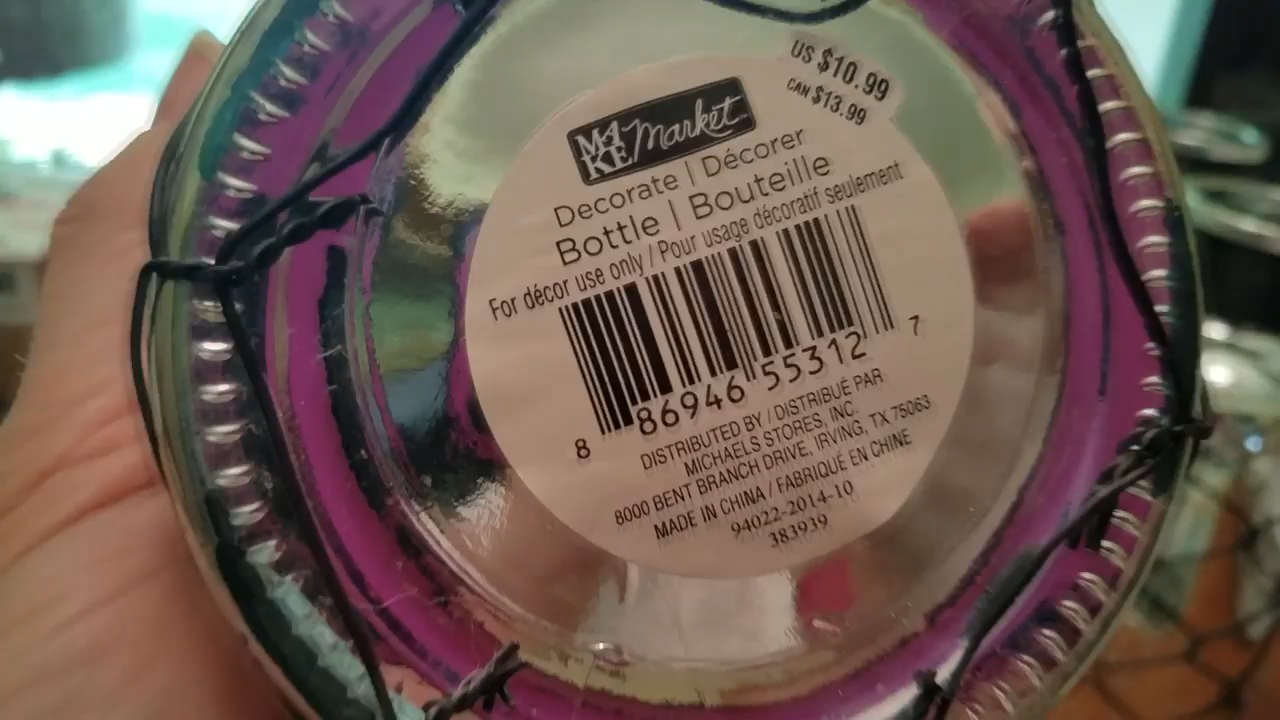 US $10.99
CAN $13.99
MAKE Market
Decorate | Décorer
Bottle | Bouteille
For décor use only / Pour usage décoratif seulement
8 86946 55312 7
DISTRIBUTED BY / DISTRIBUÉ PAR
MICHAELS STORES, INC.
8000 BENT BRANCH DRIVE, IRVING, TX 75063
MADE IN CHINA / FABRIQUÉ EN CHINE
94022-2014-10
383939